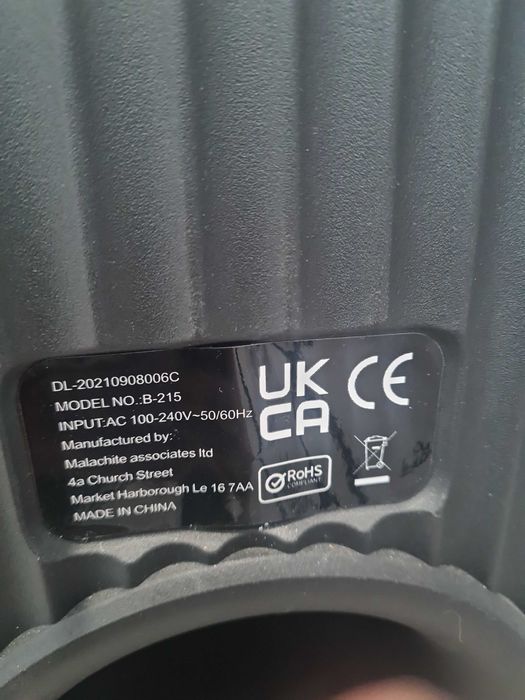 DL-20210908006C
MODEL NO.:B-215
INPUT:AC 100-240V~50/60Hz
Manufactured by:
Malachite associates ltd
4a Church Street
Market Harborough Le 16 7AA
MADE IN CHINA
UK
CA
CE
RoHS
COMPLIANT